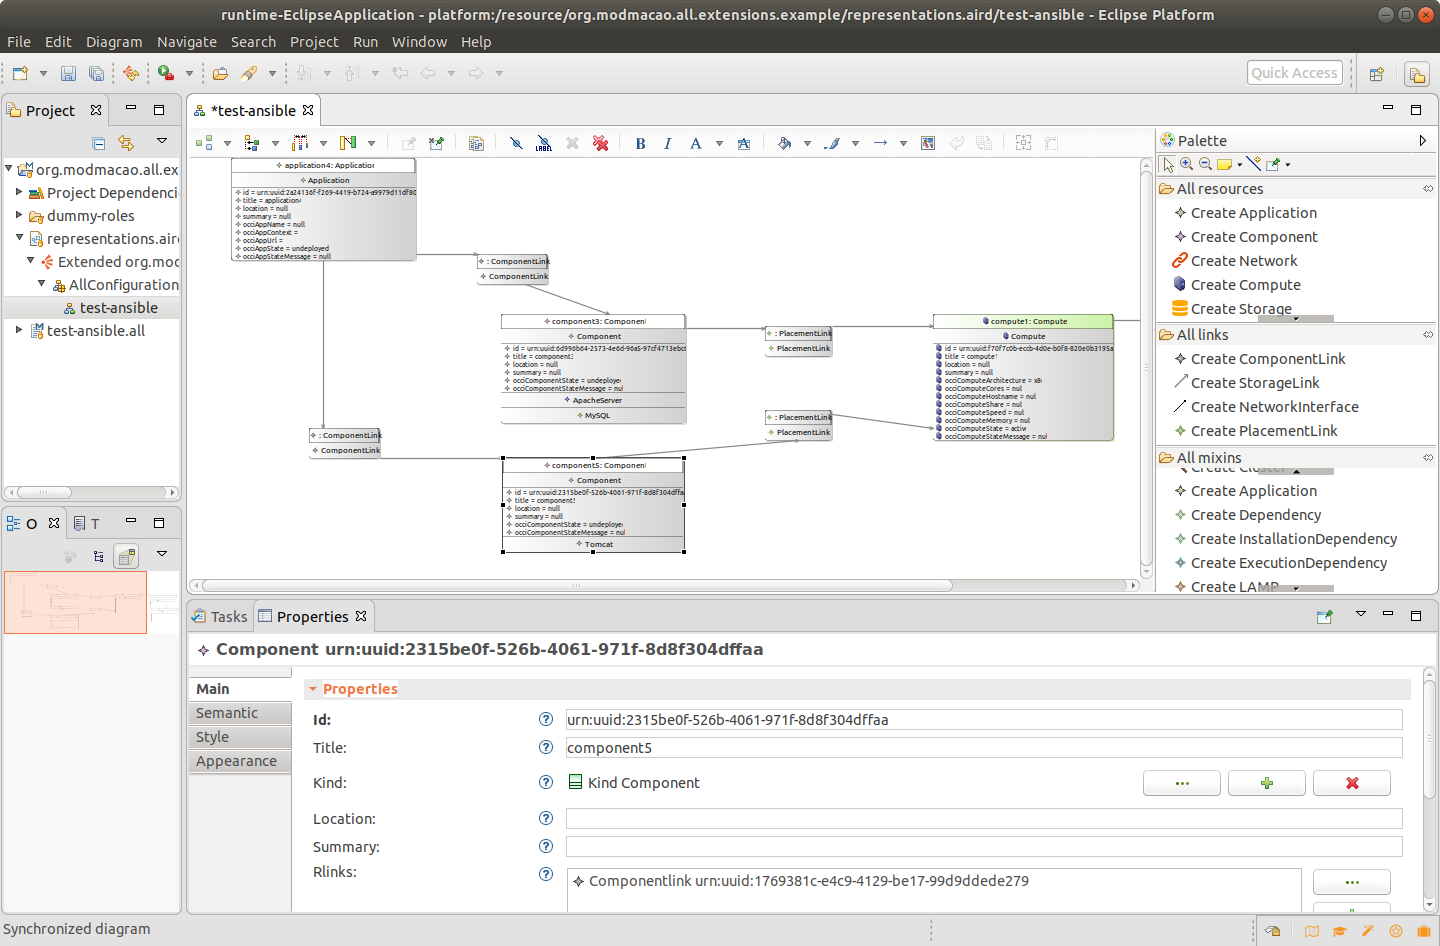 runtime-EclipseApplication - platform:/resource/org.modmacao.all.extensions.example/representations.aird/test-ansible - Eclipse Platform
File Edit Diagram Navigate Search Project Run Window Help
Quick Access
Project
org.modmacao.all.ex
Project Dependenci
dummy-roles
representations.aird
Extended org.moc
AllConfiguration
test-ansible
test-ansible.all
O
T
*test-ansible
LABEL
B I A A
application4: Application
Application
id = urn:uuid:2a24136f-f269-4419-b724-a9979d11df80
title = application4
location = null
summary = null
occiAppName = null
occiAppContext =
occiAppUrl =
occiAppState = undeployed
occiAppStateMessage = null
: ComponentLink
ComponentLink
component3: Component
Component
id = urn:uuid:6d996b64-2573-4e6d-96a5-97cf4713ebc
title = component3
location = null
summary = null
occiComponentState = undeploye
occiComponentStateMessage = nul
ApacheServer
MySQL
: PlacementLink
PlacementLink
compute1: Compute
Compute
id = urn:uuid:f70f7c0b-eccb-4d0e-b0f8-820e0b3195a
title = compute1
location = null
summary = null
occiComputeArchitecture = x8
occiComputeCores = nul
occiComputeHostname = nul
occiComputeShare = nul
occiComputeSpeed = nul
occiComputeMemory = nul
occiComputeState = activ
occiComputeStateMessage = nul
: PlacementLink
PlacementLink
: ComponentLink
ComponentLink
component5: Component
Component
id = urn:uuid:2315be0f-526b-4061-971f-8d8f304dffa
title = component5
location = null
summary = null
occiComponentState = undeploye
occiComponentStateMessage = nul
Tomcat
Palette
All resources
Create Application
Create Component
Create Network
Create Compute
Create Storage
All links
Create ComponentLink
Create StorageLink
Create NetworkInterface
Create PlacementLink
All mixins
Create Cluster
Create Application
Create Dependency
Create InstallationDependency
Create ExecutionDependency
Create LAMP
Tasks
Properties
Component urn:uuid:2315be0f-526b-4061-971f-8d8f304dffaa
Main
Semantic
Style
Appearance
Properties
Id: urn:uuid:2315be0f-526b-4061-971f-8d8f304dffaa
Title: component5
Kind: Kind Component
Location:
Summary:
Rlinks: Componentlink urn:uuid:1769381c-e4c9-4129-be17-99d9ddede279
Synchronized diagram